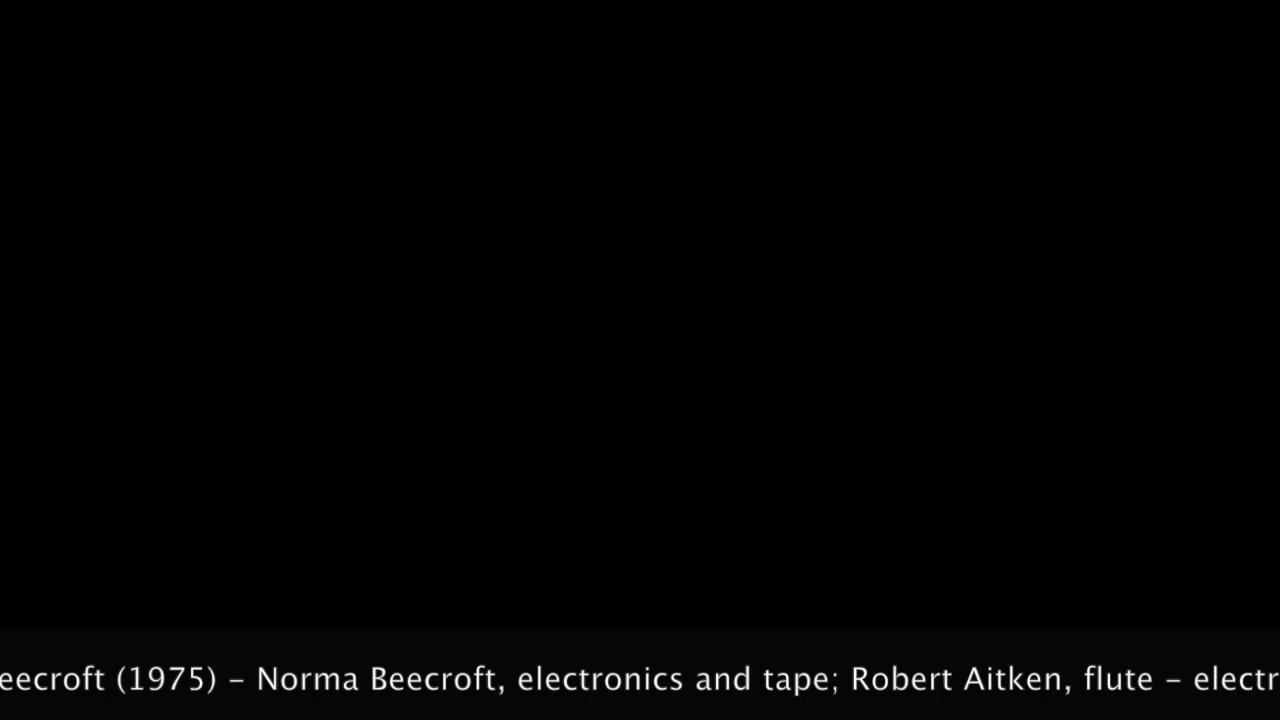 eecroft (1975) – Norma Beecroft, electronics and tape; Robert Aitken, flute – electr